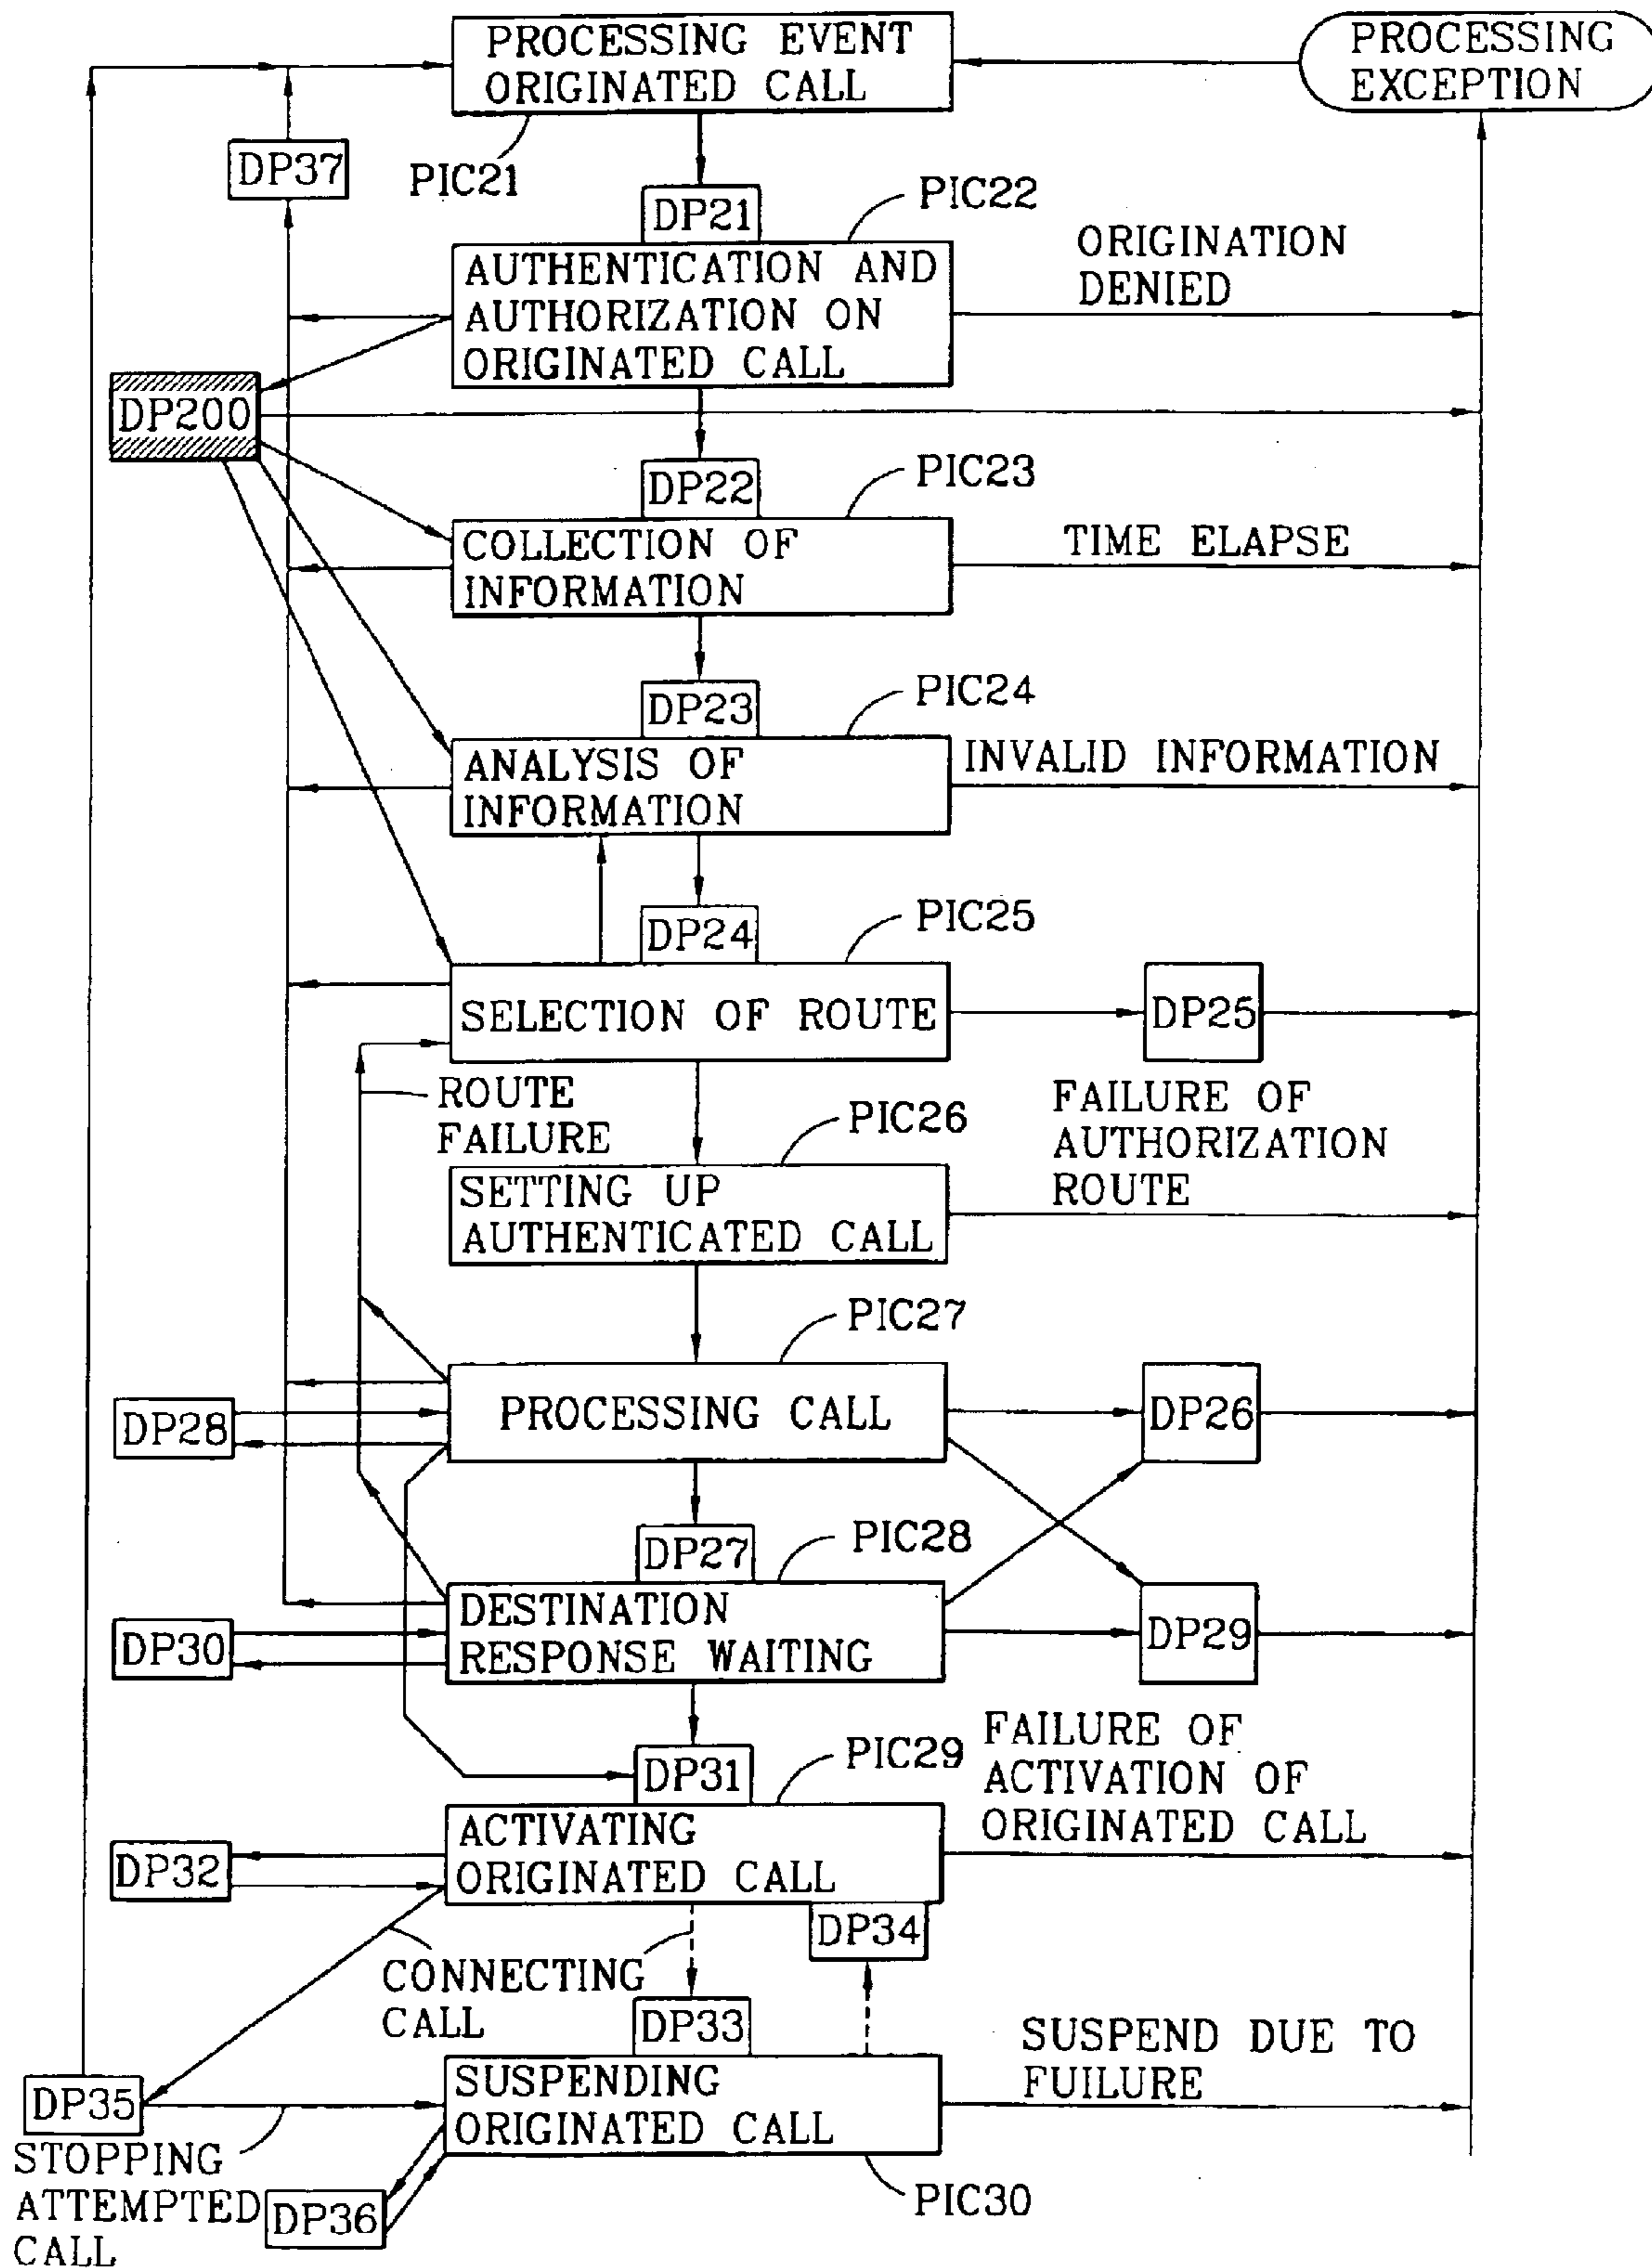 PROCESSING EVENT
ORIGINATED CALL
PROCESSING
EXCEPTION
DP37
PIC21
DP21
PIC22
AUTHENTICATION AND
AUTHORIZATION ON
ORIGINATED CALL
ORIGINATION
DENIED
DP200
DP22
PIC23
COLLECTION OF
INFORMATION
TIME ELAPSE
DP23
PIC24
ANALYSIS OF
INFORMATION
INVALID INFORMATION
DP24
PIC25
SELECTION OF ROUTE
DP25
ROUTE
FAILURE
PIC26
FAILURE OF
AUTHORIZATION
ROUTE
SETTING UP
AUTHENTICATED CALL
PIC27
DP28
PROCESSING CALL
DP26
DP27
PIC28
DP30
DESTINATION
RESPONSE WAITING
DP29
DP31
PIC29
FAILURE OF
ACTIVATION OF
ORIGINATED CALL
DP32
ACTIVATING
ORIGINATED CALL
DP34
CONNECTING
CALL
DP33
SUSPEND DUE TO
FUILURE
DP35
SUSPENDING
ORIGINATED CALL
STOPPING
ATTEMPTED
CALL
DP36
PIC30